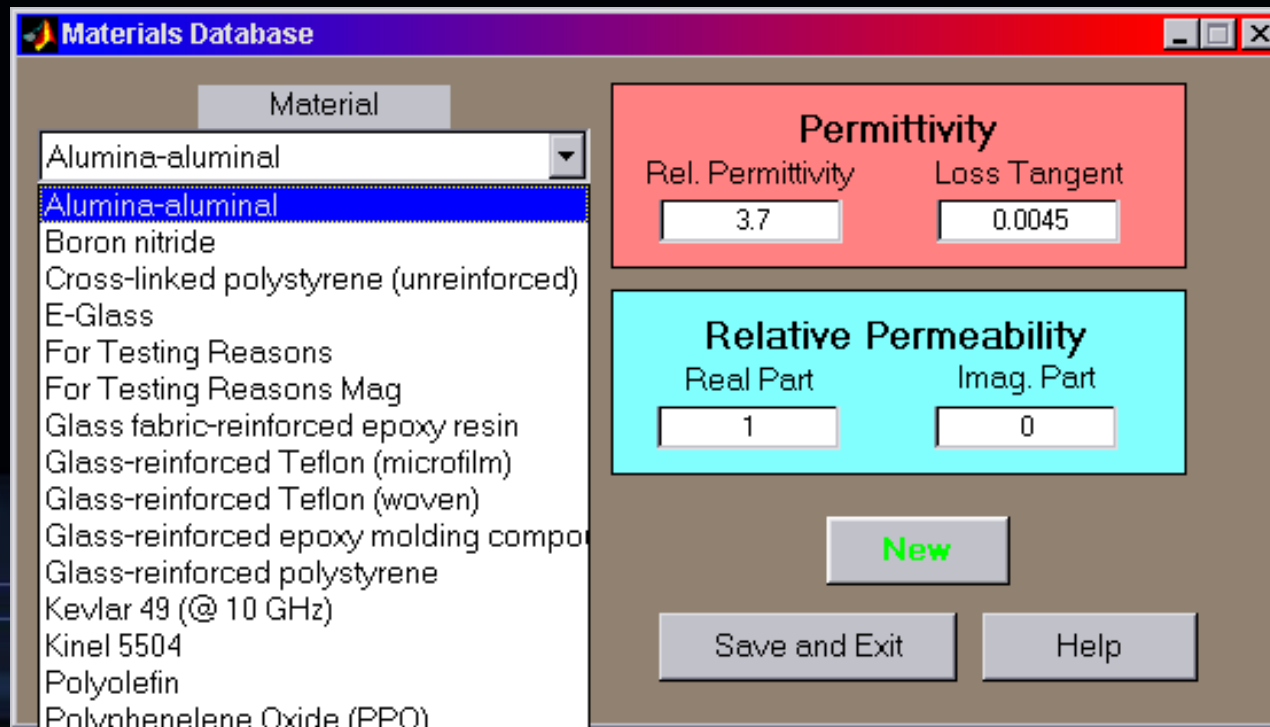 Materials Database
Material
Alumina-aluminal
Alumina-aluminal
Boron nitride
Cross-linked polystyrene (unreinforced)
E-Glass
For Testing Reasons
For Testing Reasons Mag
Glass fabric-reinforced epoxy resin
Glass-reinforced Teflon (microfilm)
Glass-reinforced Teflon (woven)
Glass-reinforced epoxy molding compou
Glass-reinforced polystyrene
Kevlar 49 (@ 10 GHz)
Kinel 5504
Polyolefin
Polyphenelene Oxide (PPO)
Permittivity
Rel. Permittivity Loss Tangent
3.7 0.0045
Relative Permeability
Real Part Imag. Part
1 0
New
Save and Exit Help